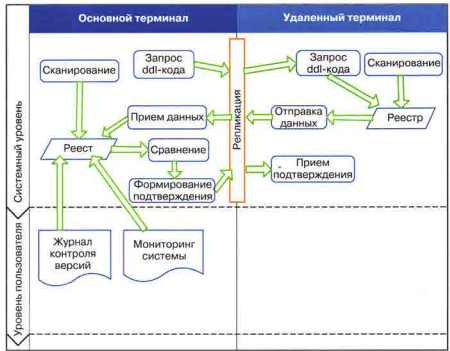 Основной терминал
Удаленный терминал
Системный уровень
Уровень пользователя
Сканирование
Запрос
ddl-кода
Репликация
Запрос
ddl-кода
Сканирование
Прием данных
Отправка
данных
Реестр
Реест
Сравнение
Формирование
подтверждения
Прием
подтверждения
Журнал
контроля
версий
Мониторинг
системы